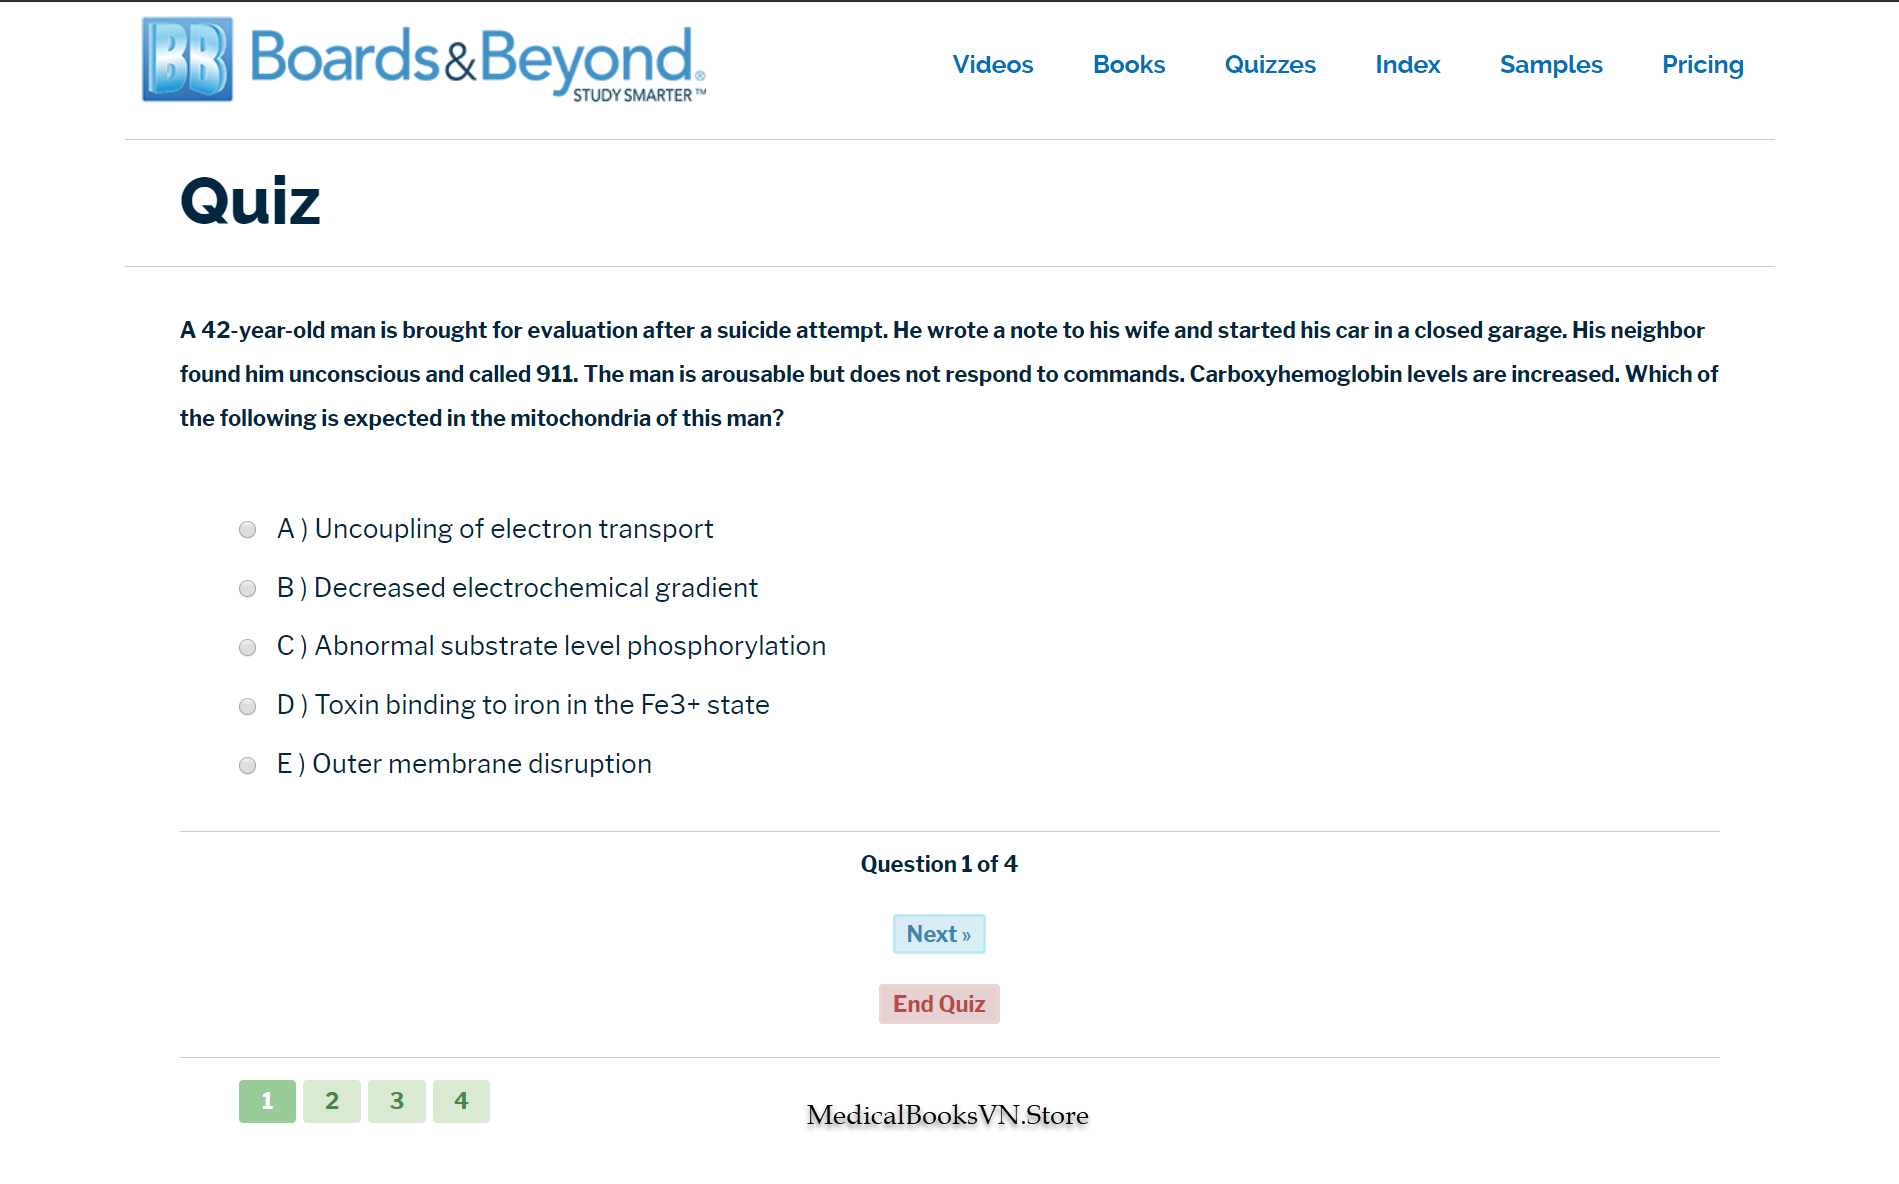 BB Boards&Beyond®
STUDY SMARTER™
Videos Books Quizzes Index Samples Pricing
Quiz
A 42-year-old man is brought for evaluation after a suicide attempt. He wrote a note to his wife and started his car in a closed garage. His neighbor
found him unconscious and called 911. The man is arousable but does not respond to commands. Carboxyhemoglobin levels are increased. Which of
the following is expected in the mitochondria of this man?
A ) Uncoupling of electron transport
B ) Decreased electrochemical gradient
C ) Abnormal substrate level phosphorylation
D ) Toxin binding to iron in the Fe3+ state
E ) Outer membrane disruption
Question 1 of 4
Next »
End Quiz
1 2 3 4
MedicalBooksVN.Store